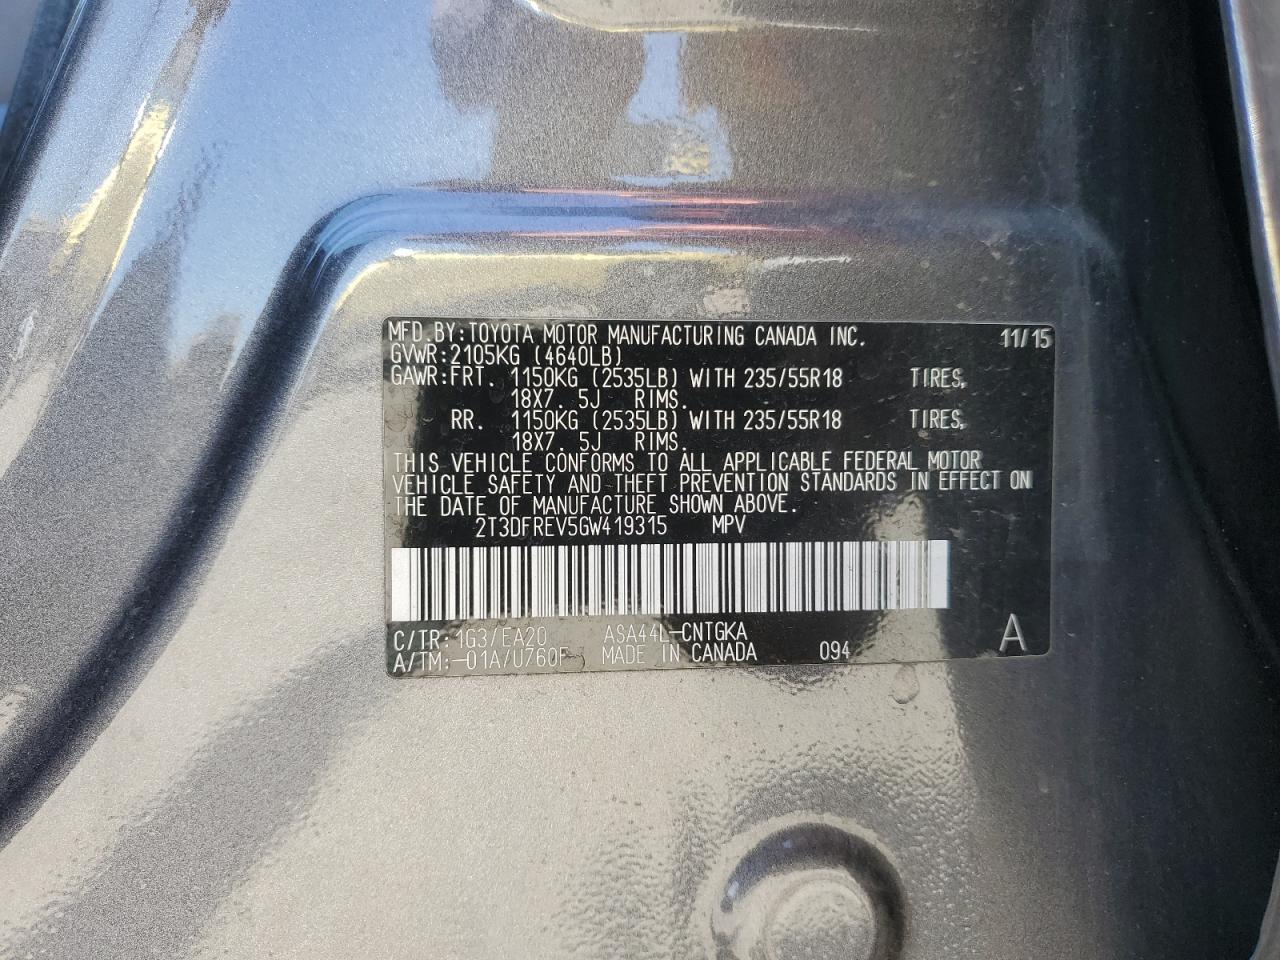 MFD.BY:TOYOTA MOTOR MANUFACTURING CANADA INC. 11/15
GVWR:2105KG (4640LB)
GAWR:FRT. 1150KG (2535LB) WITH 235/55R18 TIRES,
18X7. 5J RIMS.
RR. 1150KG (2535LB) WITH 235/55R18 TIRES,
18X7. 5J RIMS.
THIS VEHICLE CONFORMS TO ALL APPLICABLE FEDERAL MOTOR
VEHICLE SAFETY AND THEFT PREVENTION STANDARDS IN EFFECT ON
THE DATE OF MANUFACTURE SHOWN ABOVE.
2T3DFREV5GW419315 MPV
C/TR:1G3/EA20 ASA44L-CNTGKA
A/TM:-01A/U760F MADE IN CANADA 094 A